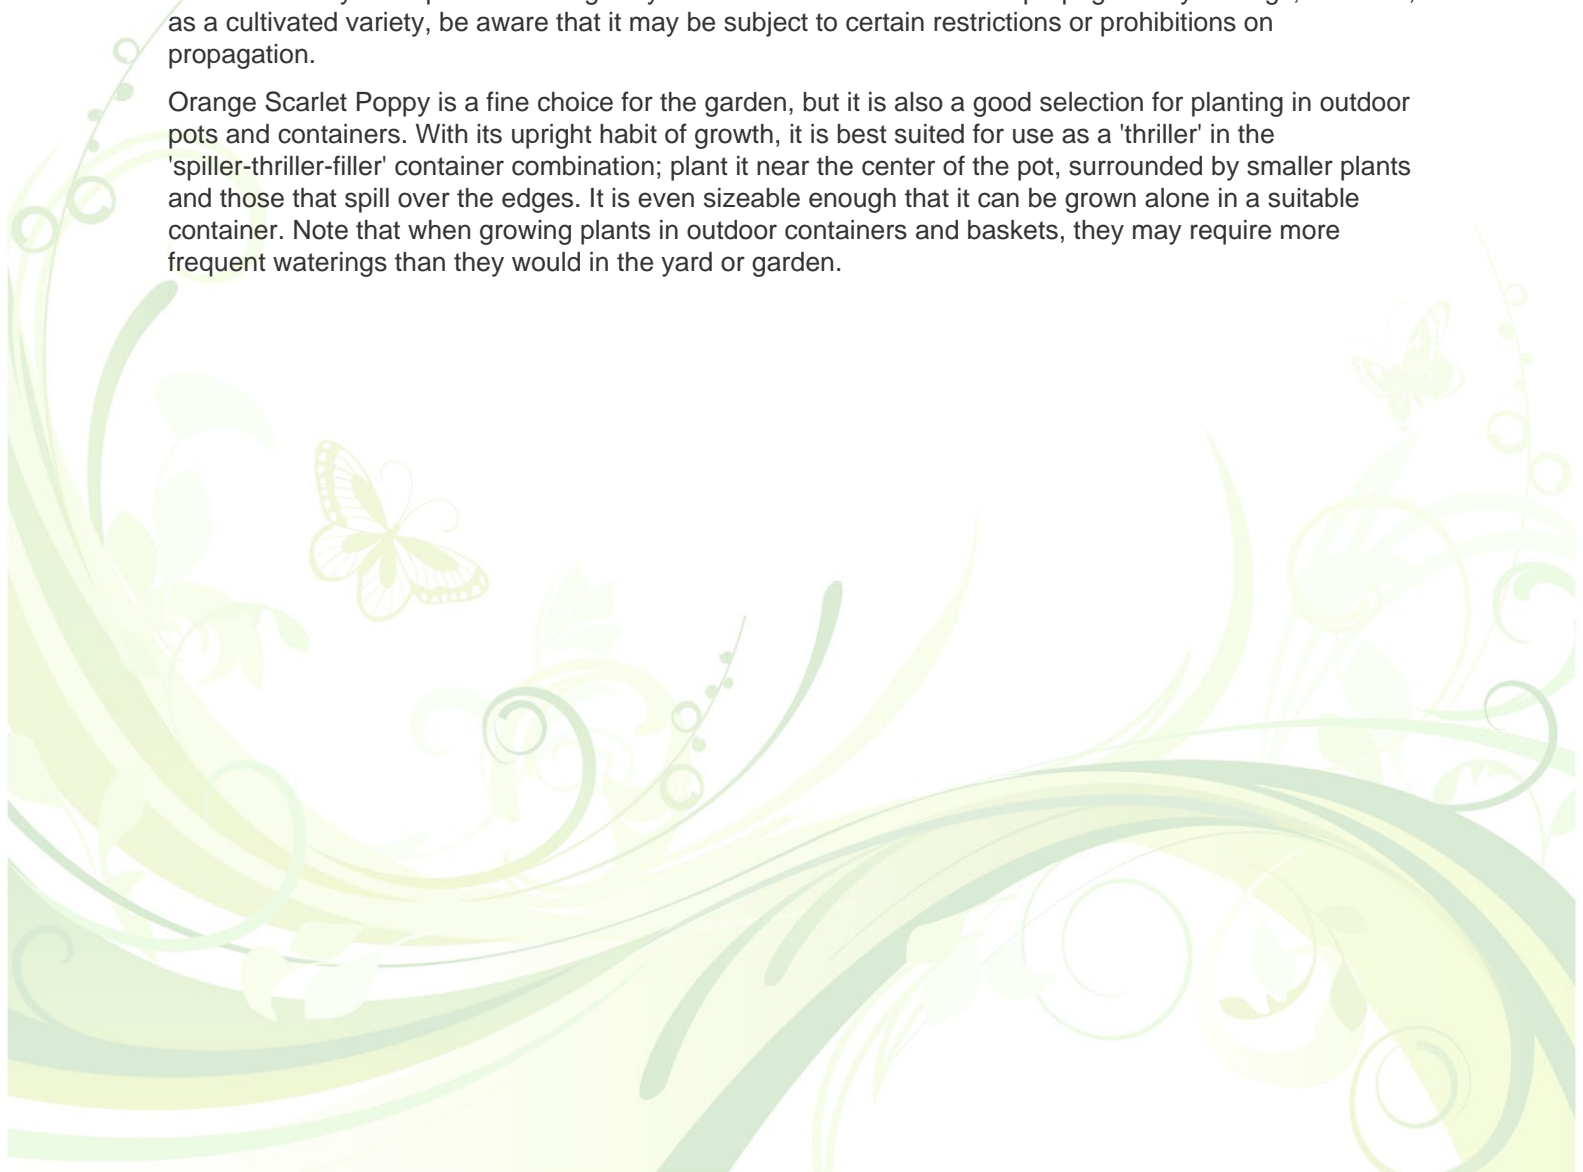 as a cultivated variety, be aware that it may be subject to certain restrictions or prohibitions on
propagation.
Orange Scarlet Poppy is a fine choice for the garden, but it is also a good selection for planting in outdoor
pots and containers. With its upright habit of growth, it is best suited for use as a 'thriller' in the
'spiller-thriller-filler' container combination; plant it near the center of the pot, surrounded by smaller plants
and those that spill over the edges. It is even sizeable enough that it can be grown alone in a suitable
container. Note that when growing plants in outdoor containers and baskets, they may require more
frequent waterings than they would in the yard or garden.